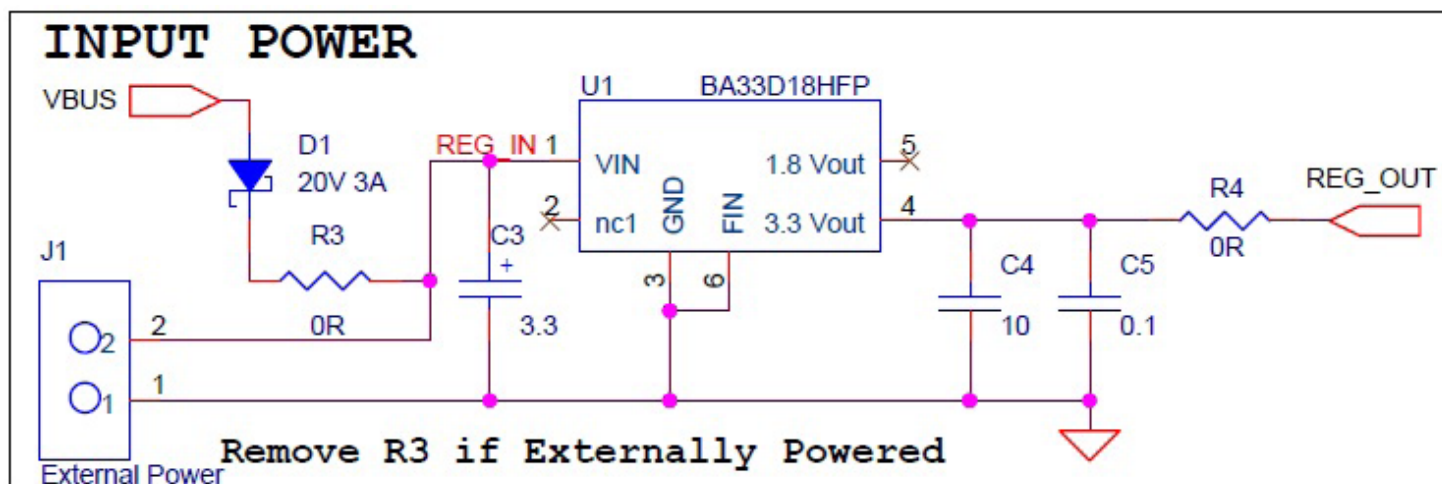 INPUT POWER
VBUS
D1
20V 3A
R3
0R
J1
2
1
2
1
External Power
REG_IN
1
2
C3
+
3.3
U1
BA33D18HFP
VIN
nc1
GND
FIN
1.8 Vout
3.3 Vout
3
6
5
4
C4
10
C5
0.1
R4
0R
REG_OUT
Remove R3 if Externally Powered